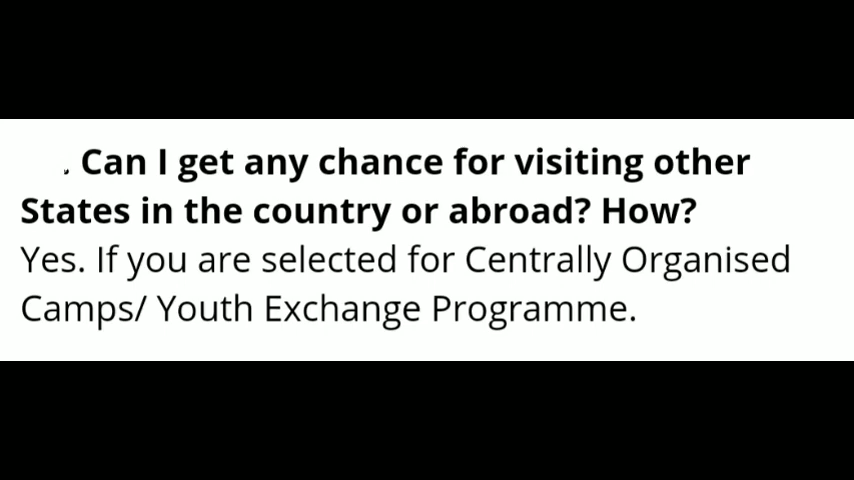 . Can I get any chance for visiting other
States in the country or abroad? How?
Yes. If you are selected for Centrally Organised
Camps/ Youth Exchange Programme.